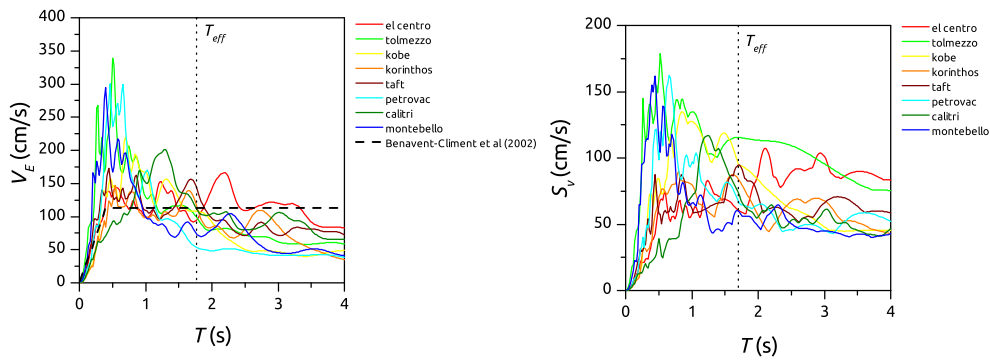 400
350
300
250
200
150
100
50
0
V_E (cm/s)
0
1
2
3
4
T (s)
T_eff
el centro
tolmezzo
kobe
korinthos
taft
petrovac
calitri
montebello
Benavent-Climent et al (2002)
200
150
100
50
0
S_v (cm/s)
0
1
2
3
4
T (s)
T_eff
el centro
tolmezzo
kobe
korinthos
taft
petrovac
calitri
montebello